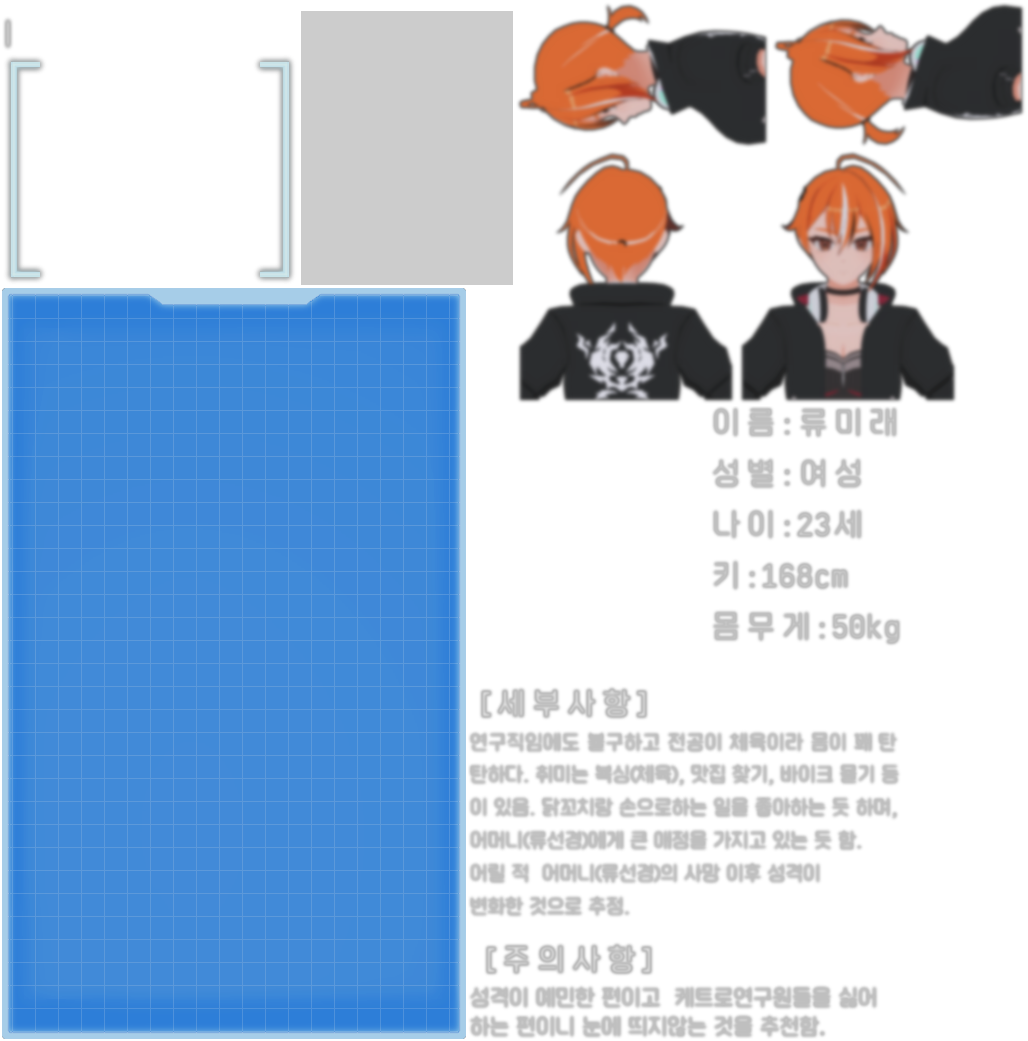 이름:류미래
성별:여성
나이:23세
키:168cm
몸무게:50kg
[세부사항]
연구직임에도 불구하고 전공이 체육이라 몸이 꽤 탄
탄하다. 취미는 복싱(체육), 맛집 찾기, 바이크 몰기 등
이 있음. 닭꼬치랑 손으로하는 일을 좋아하는 듯 하며,
어머니(류선경)에게 큰 애정을 가지고 있는 듯 함.
어릴 적 어머니(류선경)의 사망 이후 성격이
변화한 것으로 추정.
[주의사항]
성격이 예민한 편이고 케트로연구원들을 싫어
하는 편이니 눈에 띄지않는 것을 추천함.